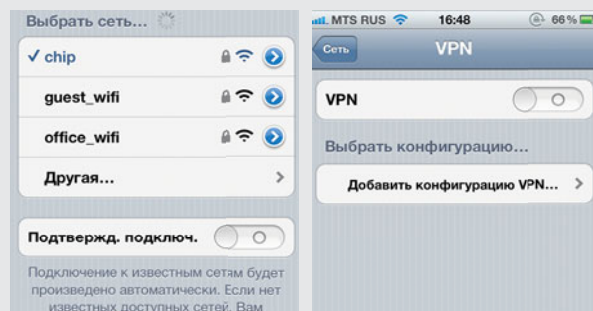 Выбрать сеть...
chip
guest_wifi
office_wifi
Другая...
Подтвержд. подключ.
Подключение к известным сетям будет
произведено автоматически. Если нет
известных доступных сетей, Вам
MTS RUS 16:48 66%
Сеть VPN
VPN
Выбрать конфигурацию...
Добавить конфигурацию VPN...